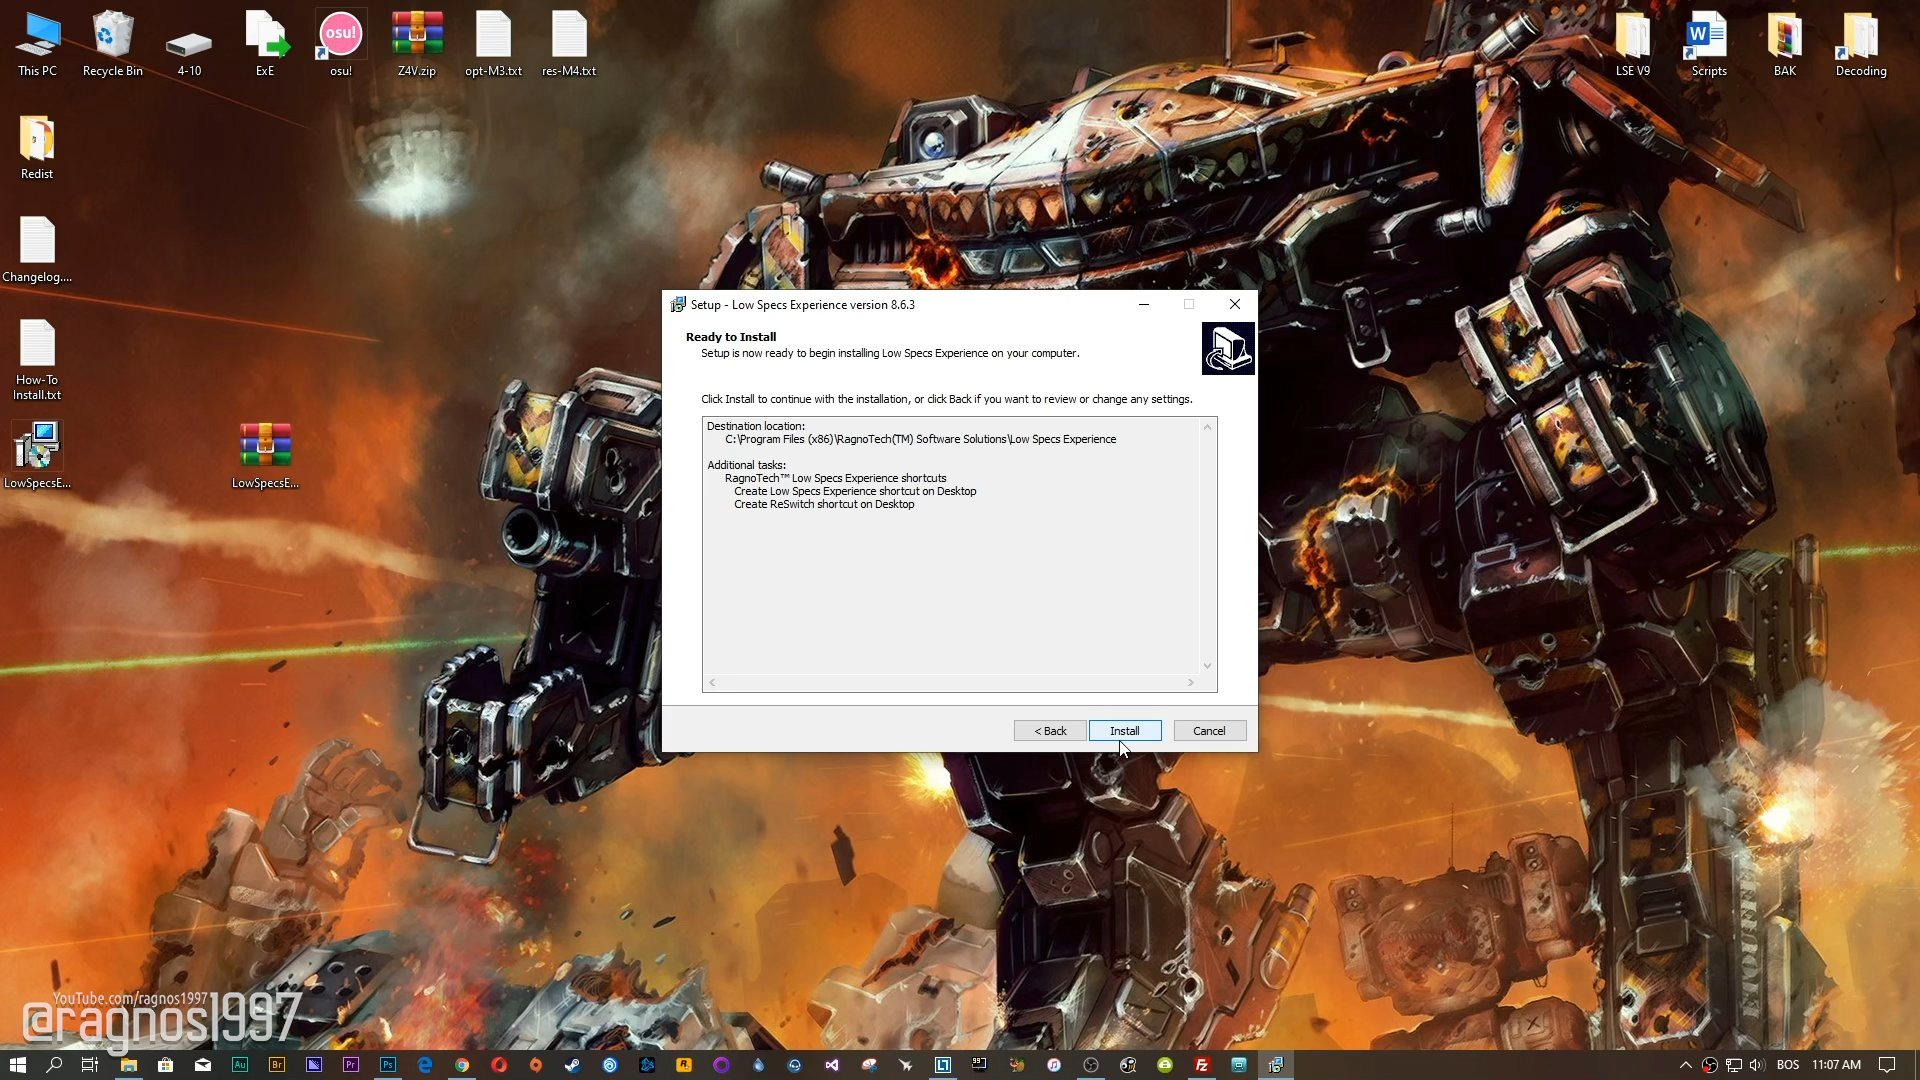 This PC
Recycle Bin
4-10
ExE
osu!
osu!
Z4V.zip
opt-M3.txt
res-M4.txt
LSE V9
Scripts
BAK
Decoding
Redist
Changelog....
How-To
Install.txt
LowSpecsE...
LowSpecsE...
Setup - Low Specs Experience version 8.6.3
Ready to Install
Setup is now ready to begin installing Low Specs Experience on your computer.
Click Install to continue with the installation, or click Back if you want to review or change any settings.
Destination location:
C:\Program Files (x86)\RagnoTech(TM) Software Solutions\Low Specs Experience
Additional tasks:
RagnoTech™ Low Specs Experience shortcuts
Create Low Specs Experience shortcut on Desktop
Create ReSwitch shortcut on Desktop
< Back
Install
Cancel
YouTube.com/ragnos1997
@ragnos1997
Au
Br
Pr
Ps
BOS
11:07 AM